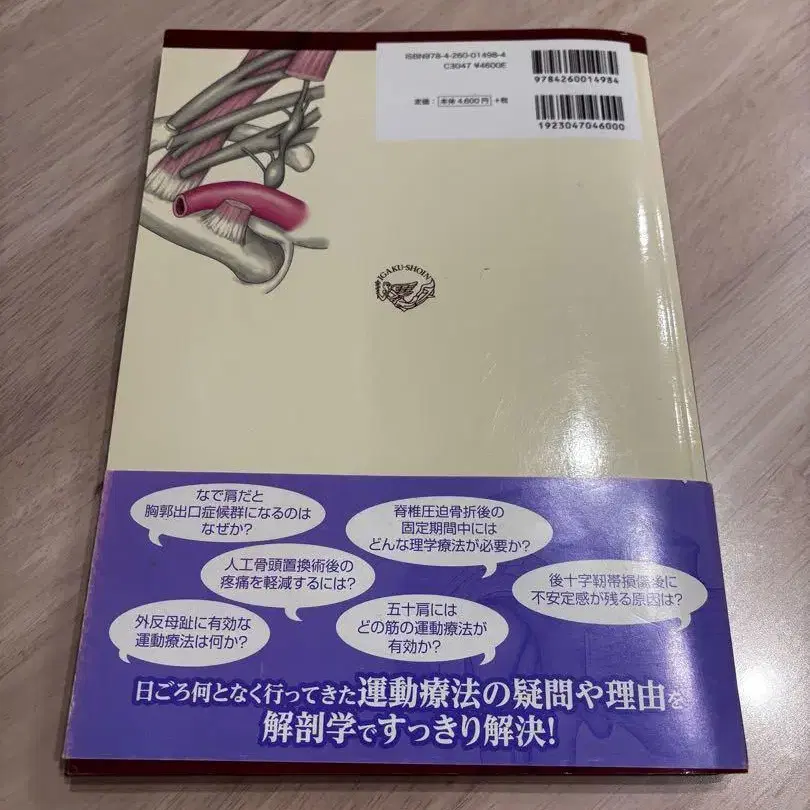 ISBN978-4-260-01498-4
C3047 ¥4600E
9784260014984
定価: 本体 4,600円 +税
1923047046000
IGAKU-SHOIN
なで肩だと
胸郭出口症候群になるのは
なぜか?
脊椎圧迫骨折後の
固定期間中には
どんな理学療法が必要か?
人工骨頭置換術後の
疼痛を軽減するには?
後十字靭帯損傷後に
不安定感が残る原因は?
外反母趾に有効な
運動療法は何か?
五十肩には
どの筋の運動療法が
有効か?
日ごろ何となく行ってきた運動療法の疑問や理由を
解剖学ですっきり解決!